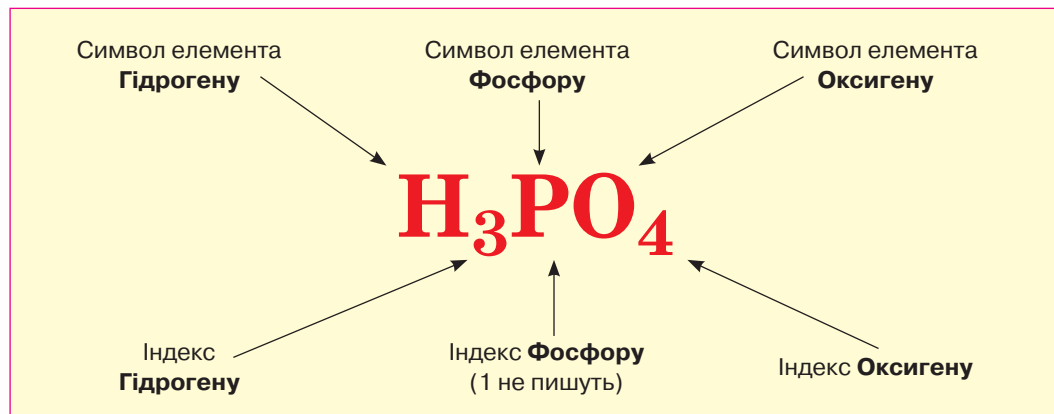 Символ елемента
Гідрогену
Символ елемента
Фосфору
Символ елемента
Оксигену
H₃PO₄
Індекс
Гідрогену
Індекс Фосфору
(1 не пишуть)
Індекс Оксигену